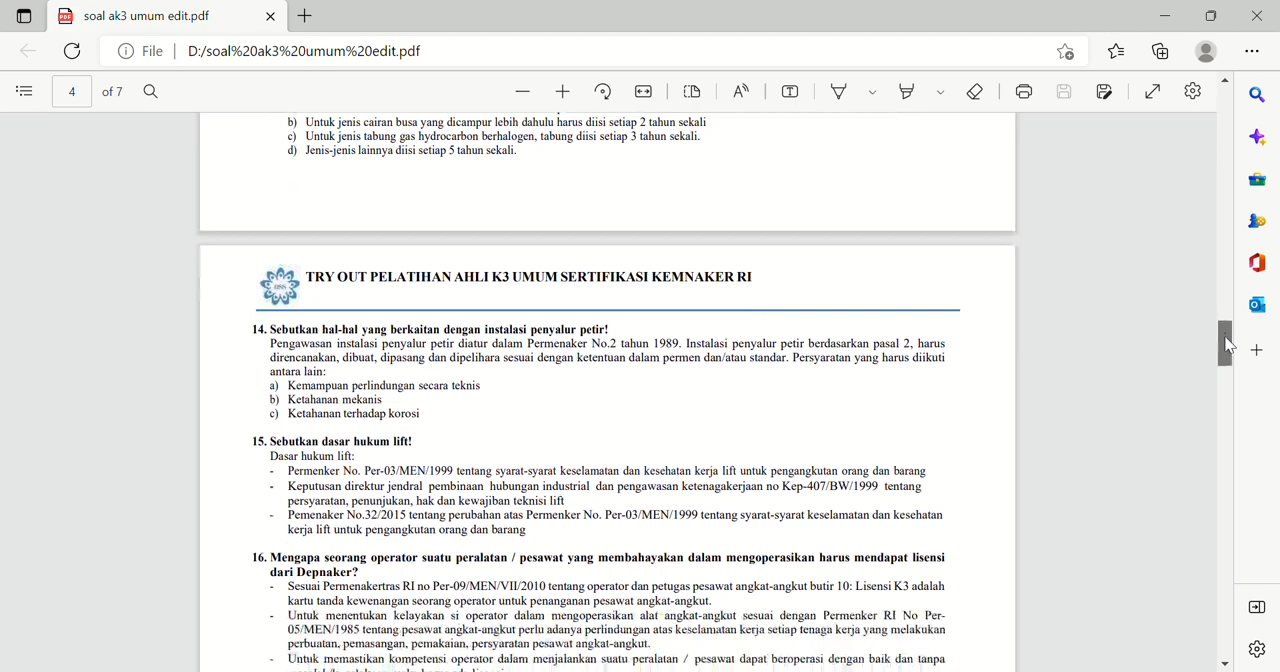 soal ak3 umum edit.pdf
File D:/soal%20ak3%20umum%20edit.pdf
4 of 7
b) Untuk jenis cairan busa yang dicampur lebih dahulu harus diisi setiap 2 tahun sekali
c) Untuk jenis tabung gas hydrocarbon berhalogen, tabung diisi setiap 3 tahun sekali.
d) Jenis-jenis lainnya diisi setiap 5 tahun sekali.
TRY OUT PELATIHAN AHLI K3 UMUM SERTIFIKASI KEMNAKER RI
14. Sebutkan hal-hal yang berkaitan dengan instalasi penyalur petir!
Pengawasan instalasi penyalur petir diatur dalam Permenaker No.2 tahun 1989. Instalasi penyalur petir berdasarkan pasal 2, harus
direncanakan, dibuat, dipasang dan dipelihara sesuai dengan ketentuan dalam permen dan/atau standar. Persyaratan yang harus diikuti
antara lain:
a) Kemampuan perlindungan secara teknis
b) Ketahanan mekanis
c) Ketahanan terhadap korosi
15. Sebutkan dasar hukum lift!
Dasar hukum lift:
- Permenker No. Per-03/MEN/1999 tentang syarat-syarat keselamatan dan kesehatan kerja lift untuk pengangkutan orang dan barang
- Keputusan direktur jendral pembinaan hubungan industrial dan pengawasan ketenagakerjaan no Kep-407/BW/1999 tentang
persyaratan, penunjukan, hak dan kewajiban teknisi lift
- Pemenaker No.32/2015 tentang perubahan atas Permenker No. Per-03/MEN/1999 tentang syarat-syarat keselamatan dan kesehatan
kerja lift untuk pengangkutan orang dan barang
16. Mengapa seorang operator suatu peralatan / pesawat yang membahayakan dalam mengoperasikan harus mendapat lisensi
dari Depnaker?
- Sesuai Permenakertras RI no Per-09/MEN/VII/2010 tentang operator dan petugas pesawat angkat-angkut butir 10: Lisensi K3 adalah
kartu tanda kewenangan seorang operator untuk penanganan pesawat angkat-angkut.
- Untuk menentukan kelayakan si operator dalam mengoperasikan alat angkat-angkut sesuai dengan Permenker RI No Per-
05/MEN/1985 tentang pesawat angkat-angkut perlu adanya perlindungan atas keselamatan kerja setiap tenaga kerja yang melakukan
perbuatan, pemasangan, pemakaian, persyaratan pesawat angkat-angkut.
- Untuk memastikan kompetensi operator dalam menjalankan suatu peralatan / pesawat dapat beroperasi dengan baik dan tanpa